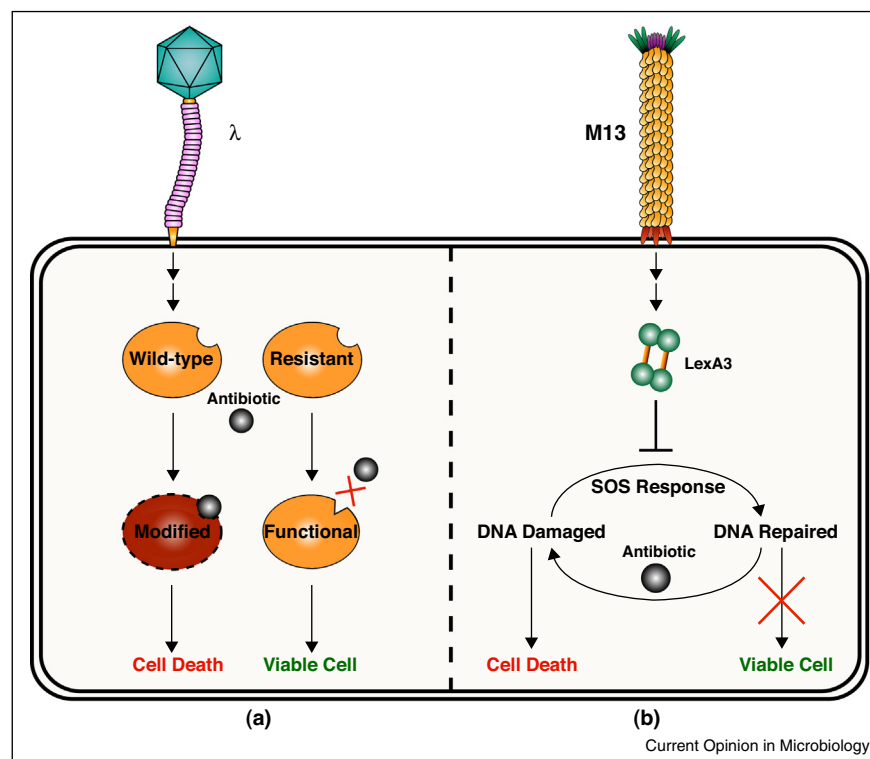 λ
M13
Wild-type
Resistant
Antibiotic
Modified
Functional
Cell Death
Viable Cell
(a)
LexA3
SOS Response
DNA Damaged
DNA Repaired
Antibiotic
Cell Death
Viable Cell
(b)
Current Opinion in Microbiology